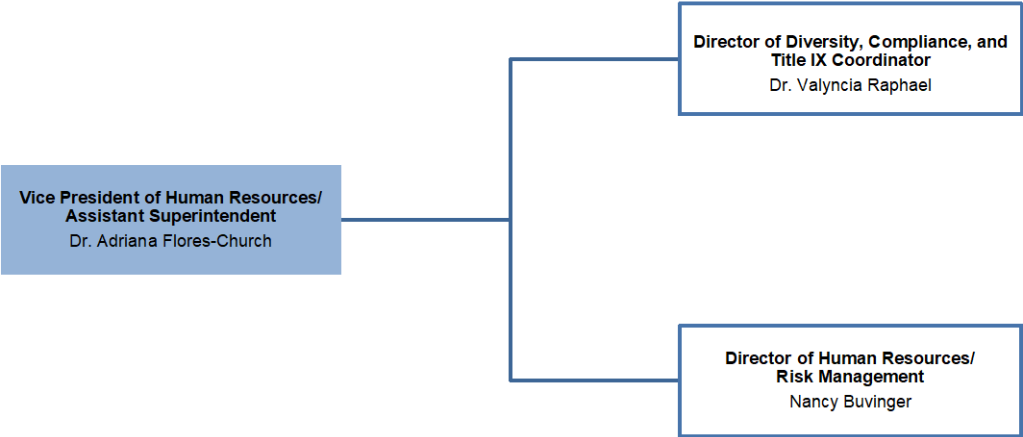 Director of Diversity, Compliance, and
Title IX Coordinator
Dr. Valyncia Raphael
Vice President of Human Resources/
Assistant Superintendent
Dr. Adriana Flores-Church
Director of Human Resources/
Risk Management
Nancy Buvinger